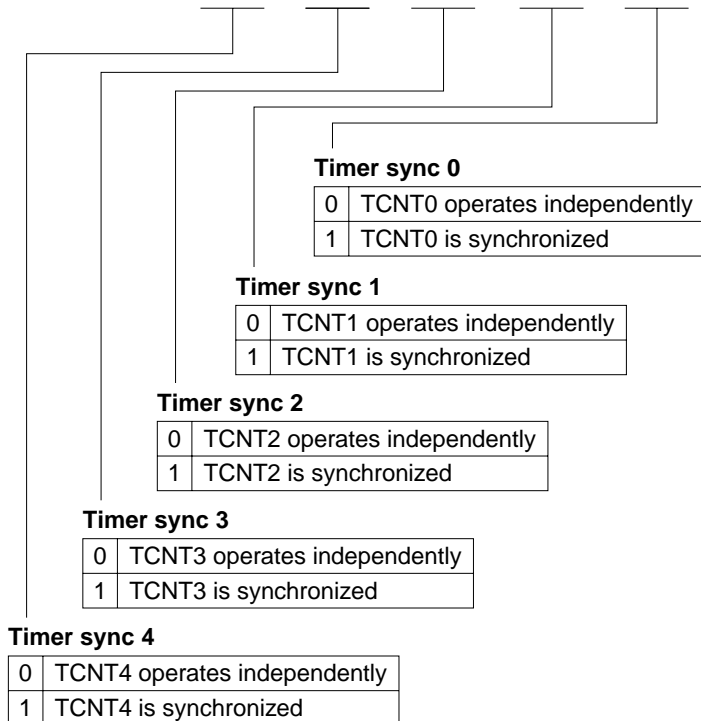 Timer sync 0
0 TCNT0 operates independently
1 TCNT0 is synchronized
Timer sync 1
0 TCNT1 operates independently
1 TCNT1 is synchronized
Timer sync 2
0 TCNT2 operates independently
1 TCNT2 is synchronized
Timer sync 3
0 TCNT3 operates independently
1 TCNT3 is synchronized
Timer sync 4
0 TCNT4 operates independently
1 TCNT4 is synchronized